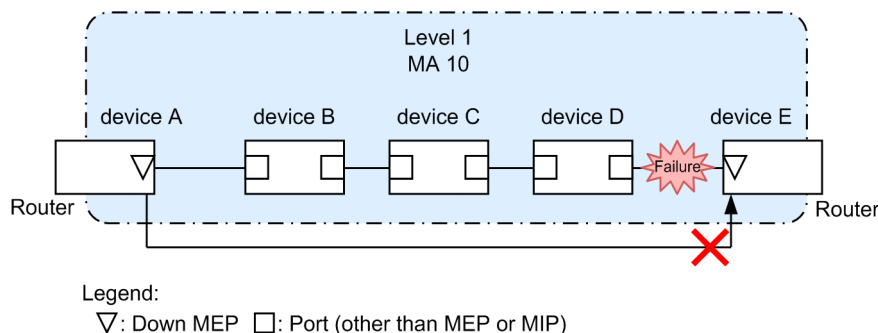 Level 1
MA 10
device A
device B
device C
device D
device E
Failure
Router
Router
Legend:
: Down MEP
: Port (other than MEP or MIP)